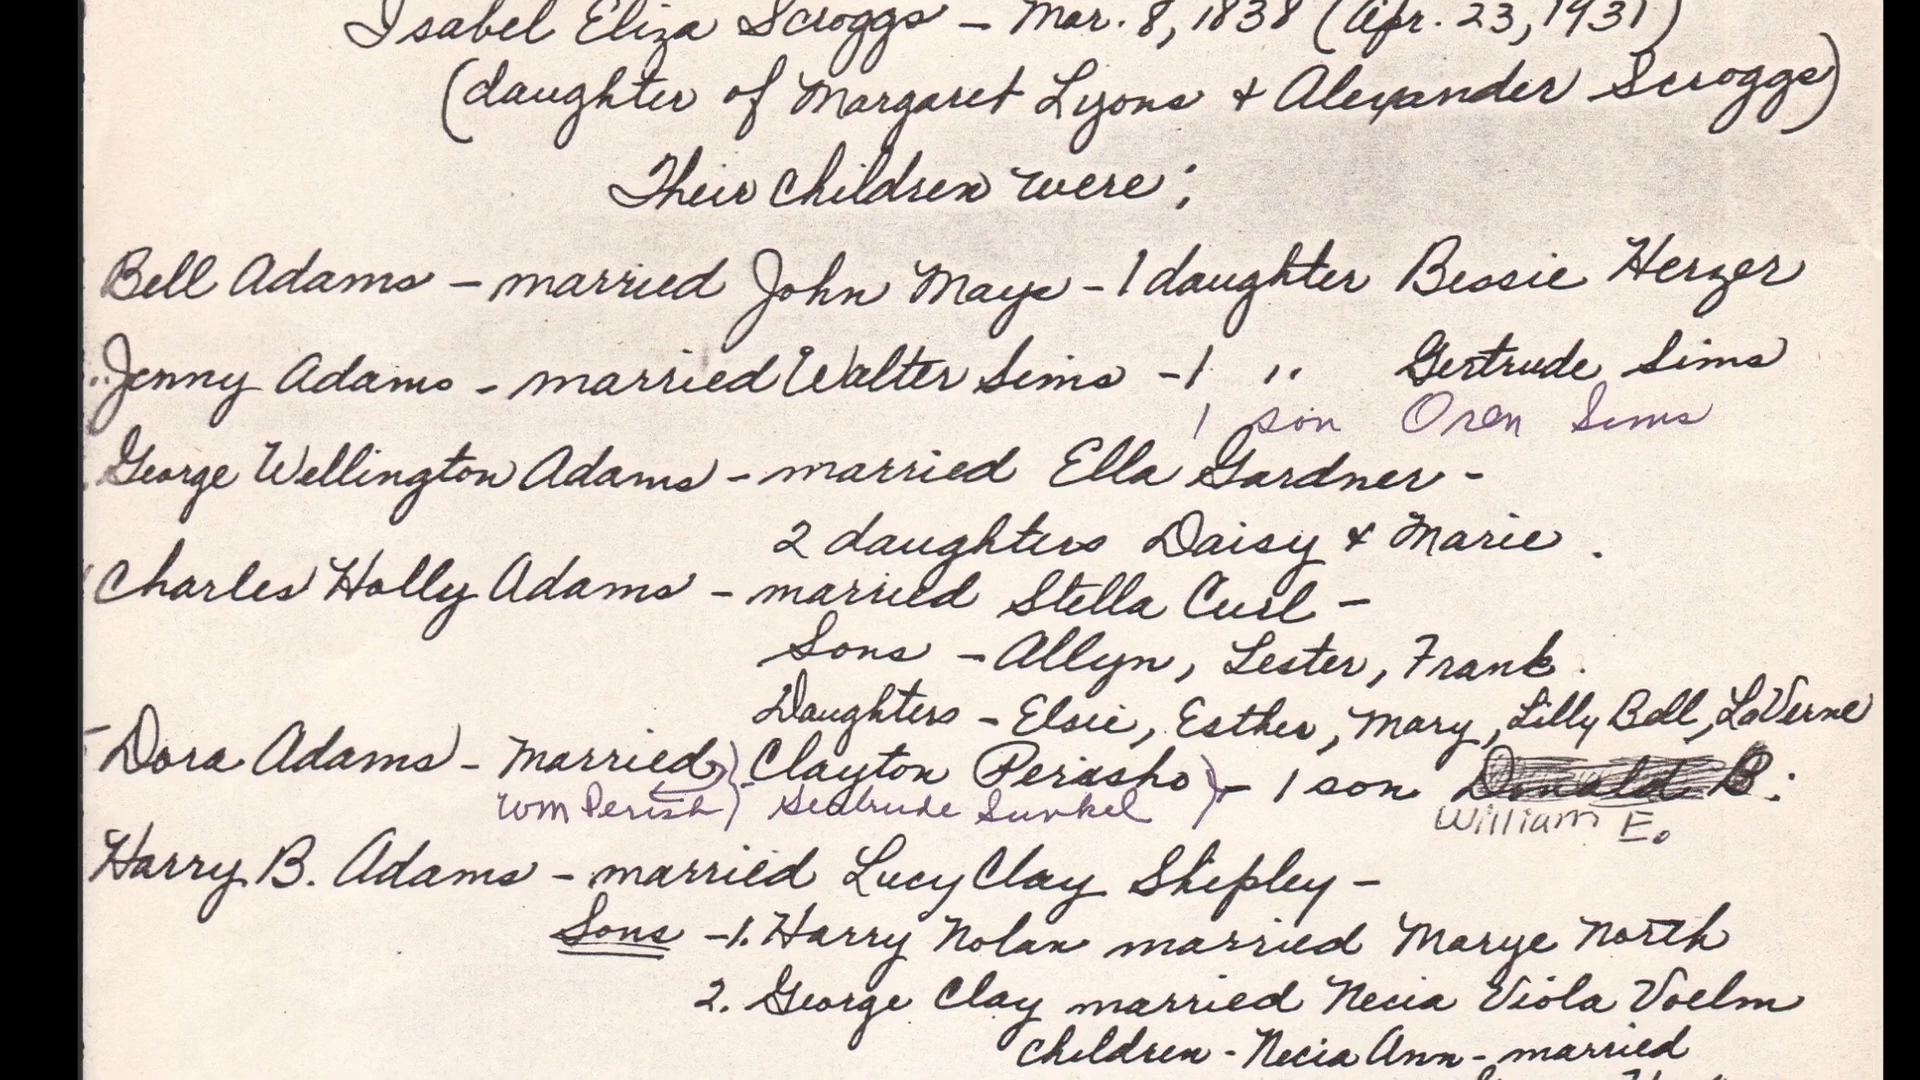 Isabel Eliza Scroggs - Mar. 8, 1838 (Apr. 23, 1931)
(daughter of Margaret Lyons & Alexander Scroggs)
Their children were;
Bell Adams - married John Mays - 1 daughter Bessie Herzer
Jenny Adams - married Walter Sims - 1 " Gertrude Sims
1 son Oren Sims
George Wellington Adams - married Ella Gardner -
2 daughters Daisy & Marie.
Charles Holly Adams - married Stella Curl -
Sons - Allyn, Lester, Frank.
Daughters - Elsie, Esther, Mary, Lilly Bell, LaVerne
Dora Adams - Married Clayton Perisho - 1 son Donald B.
Wm Perish Gertrude Sunkel William E.
Harry B. Adams - married Lucy Clay Shepley -
Sons - 1. Harry Nolan married Marye North
2. George Clay married Necia Viola Voelm
Children - Necia Ann - married